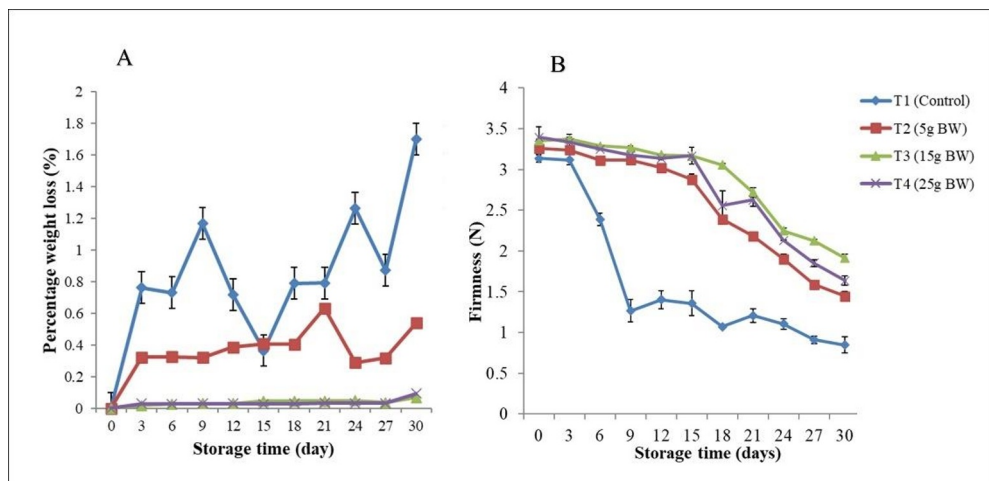 A
Percentage weight loss (%)
2
1.8
1.6
1.4
1.2
1
0.8
0.6
0.4
0.2
0
0 3 6 9 12 15 18 21 24 27 30
Storage time (day)
B
Firmness (N)
4
3.5
3
2.5
2
1.5
1
0.5
0
0 3 6 9 12 15 18 21 24 27 30
Storage time (days)
T1 (Control)
T2 (5g BW)
T3 (15g BW)
T4 (25g BW)